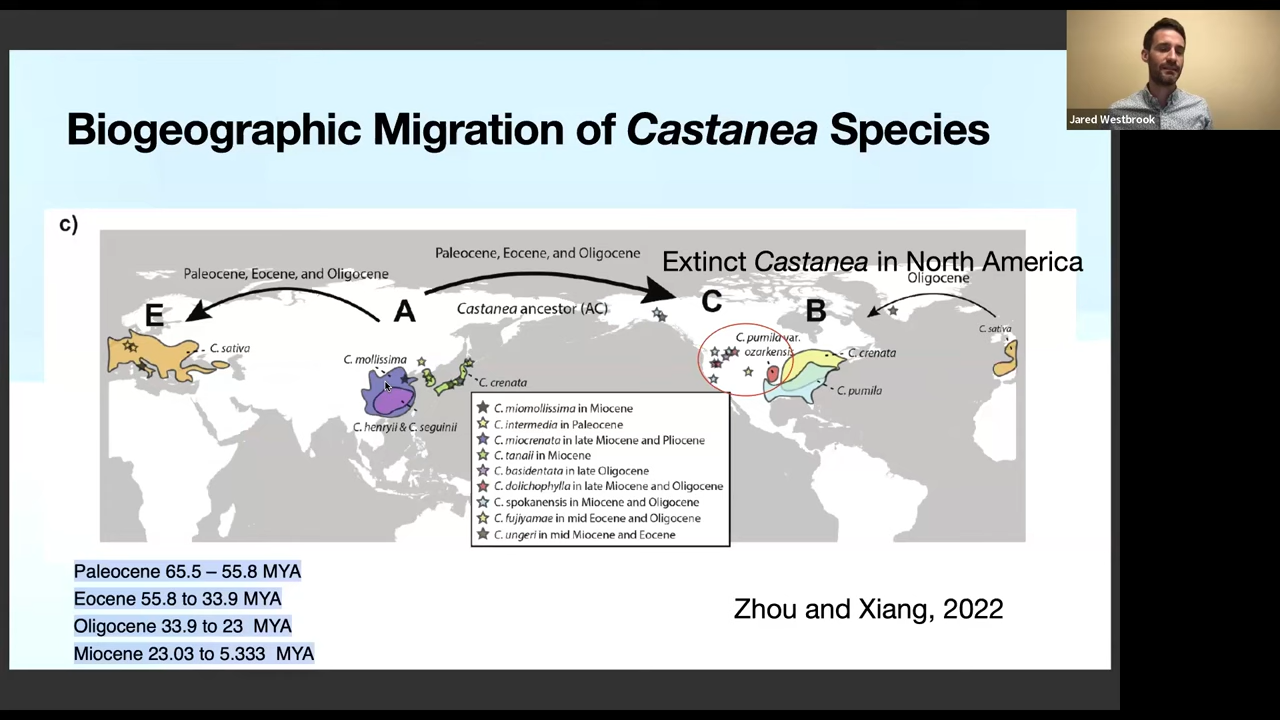 Jared Westbrook
Biogeographic Migration of Castanea Species
c)
Paleocene, Eocene, and Oligocene
Paleocene, Eocene, and Oligocene
Extinct Castanea in North America
Oligocene
E
A
Castanea ancestor (AC)
C
B
C. sativa
C. sativa
C. mollissima
C. crenata
C. henryii & C. seguinii
C. pumila var.
ozarkensis
C. crenata
C. pumila
C. miomollissima in Miocene
C. intermedia in Paleocene
C. miocrenata in late Miocene and Pliocene
C. tanaii in Miocene
C. basidentata in late Oligocene
C. dolichophylla in late Miocene and Oligocene
C. spokanensis in Miocene and Oligocene
C. fujiyamae in mid Eocene and Oligocene
C. ungeri in mid Miocene and Eocene
Paleocene 65.5 – 55.8 MYA
Eocene 55.8 to 33.9 MYA
Oligocene 33.9 to 23 MYA
Miocene 23.03 to 5.333 MYA
Zhou and Xiang, 2022